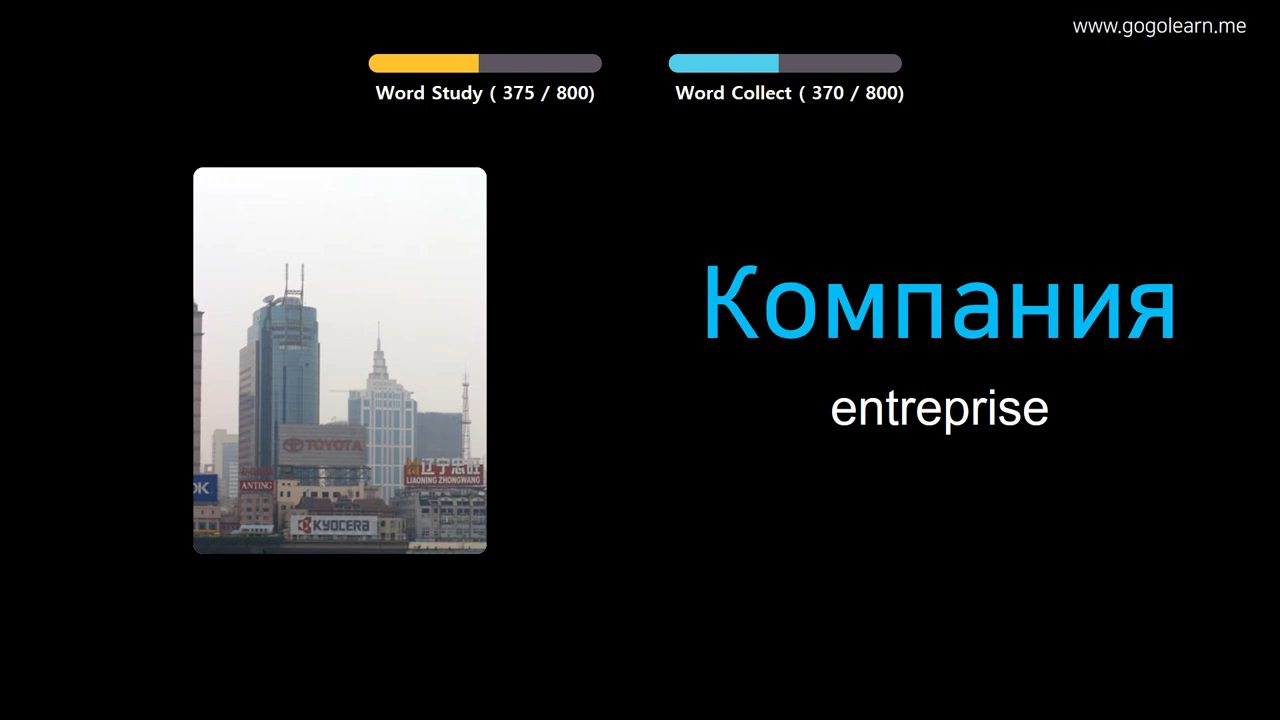 www.gogolearn.me
Word Study ( 375 / 800)
Word Collect ( 370 / 800)
Компания
entreprise
TOYOTA
辽宁忠旺
LIAONING ZHONGWANG
ANTING
OK
KYOCERA